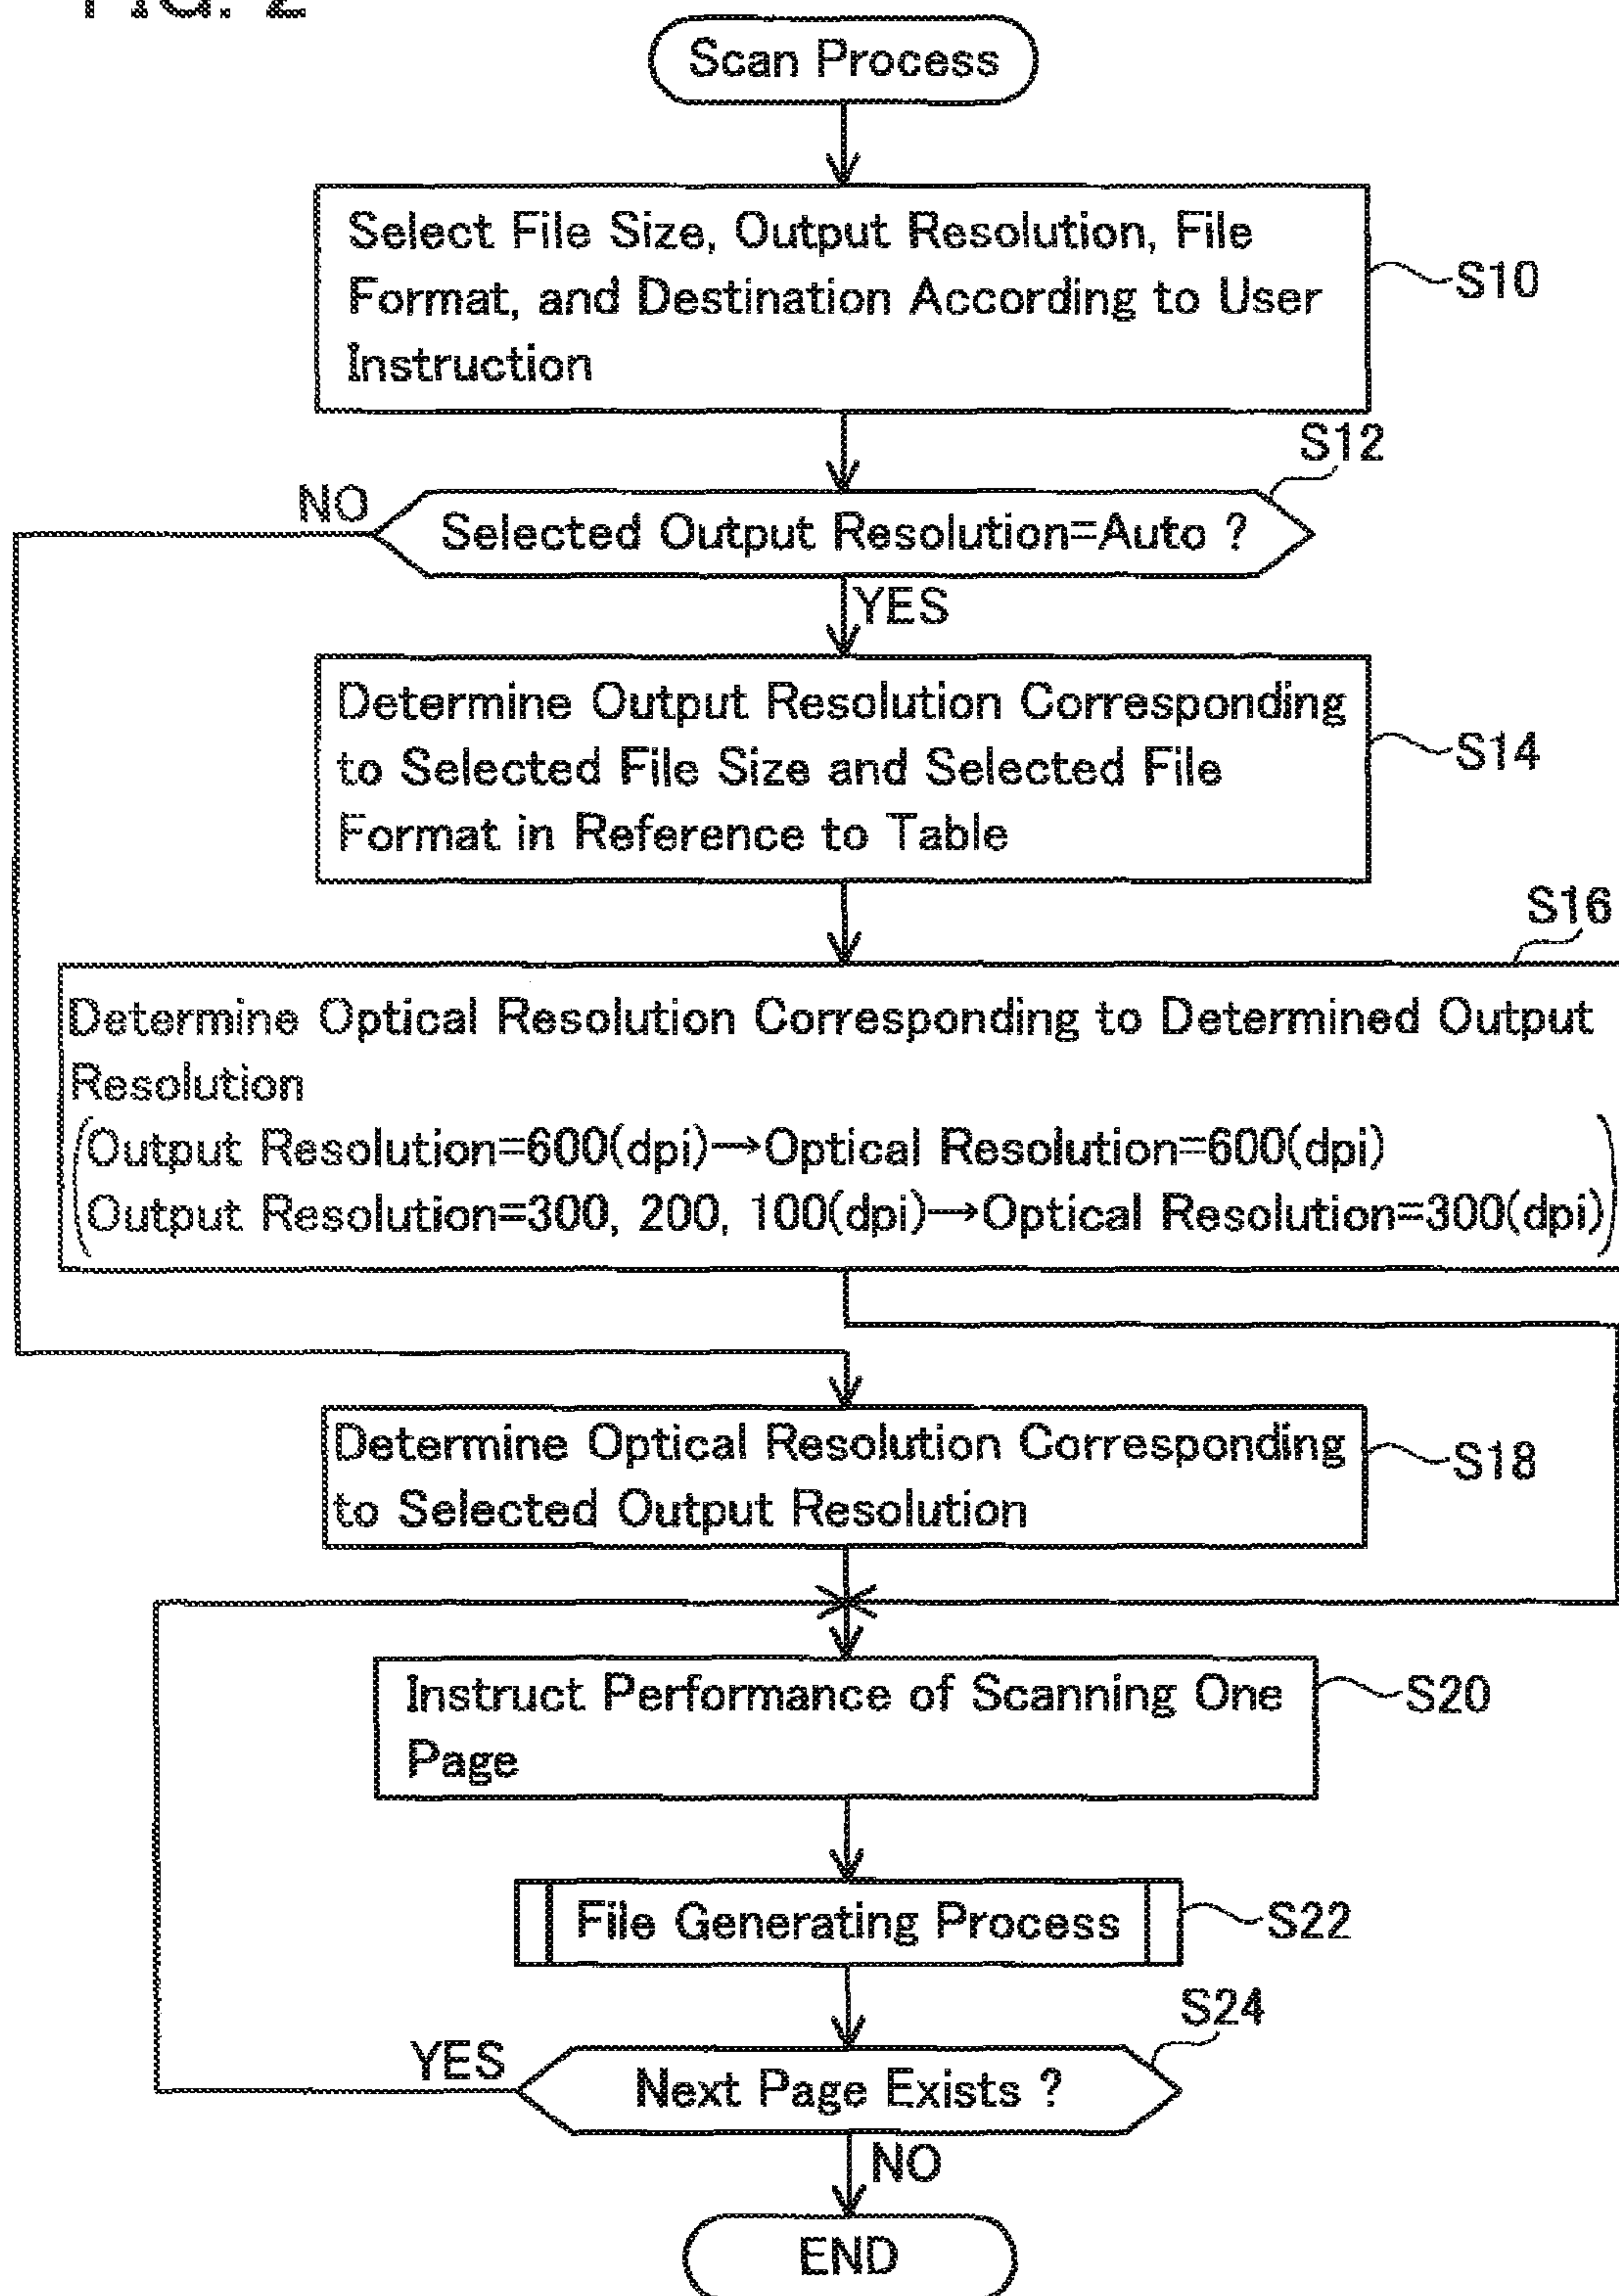 FIG. 2
Scan Process
Select File Size, Output Resolution, File
Format, and Destination According to User
Instruction
S10
S12
NO
Selected Output Resolution=Auto ?
YES
Determine Output Resolution Corresponding
to Selected File Size and Selected File
Format in Reference to Table
S14
S16
Determine Optical Resolution Corresponding to Determined Output
Resolution
(Output Resolution=600(dpi)→Optical Resolution=600(dpi)
Output Resolution=300, 200, 100(dpi)→Optical Resolution=300(dpi))
Determine Optical Resolution Corresponding
to Selected Output Resolution
S18
Instruct Performance of Scanning One
Page
S20
File Generating Process
S22
S24
YES
Next Page Exists ?
NO
END